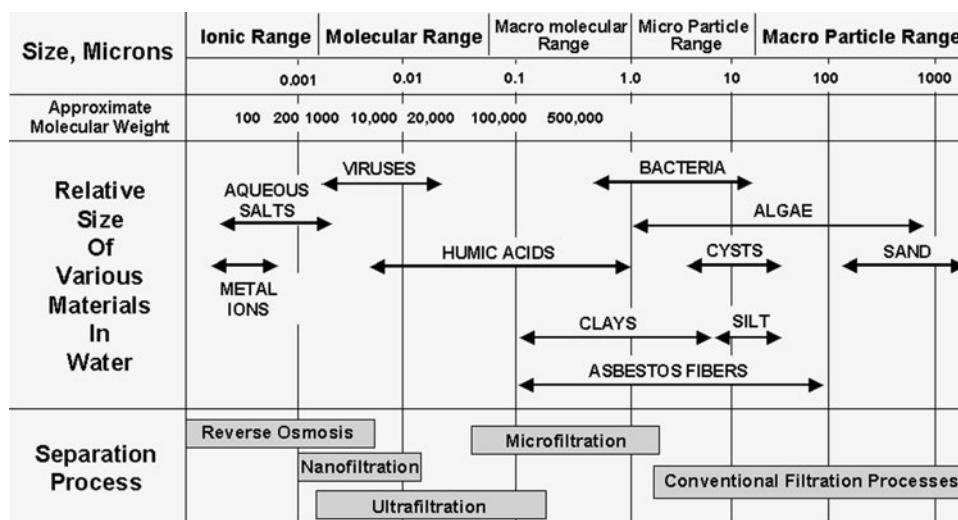 Size, Microns
Ionic Range
Molecular Range
Macro molecular
Range
Micro Particle
Range
Macro Particle Range
0.001
0.01
0.1
1.0
10
100
1000
Approximate
Molecular Weight
100
200
1000
10,000
20,000
100,000
500,000
Relative
Size
Of
Various
Materials
In
Water
VIRUSES
BACTERIA
AQUEOUS
SALTS
ALGAE
HUMIC ACIDS
CYSTS
SAND
METAL
IONS
CLAYS
SILT
ASBESTOS FIBERS
Separation
Process
Reverse Osmosis
Microfiltration
Nanofiltration
Conventional Filtration Processes
Ultrafiltration